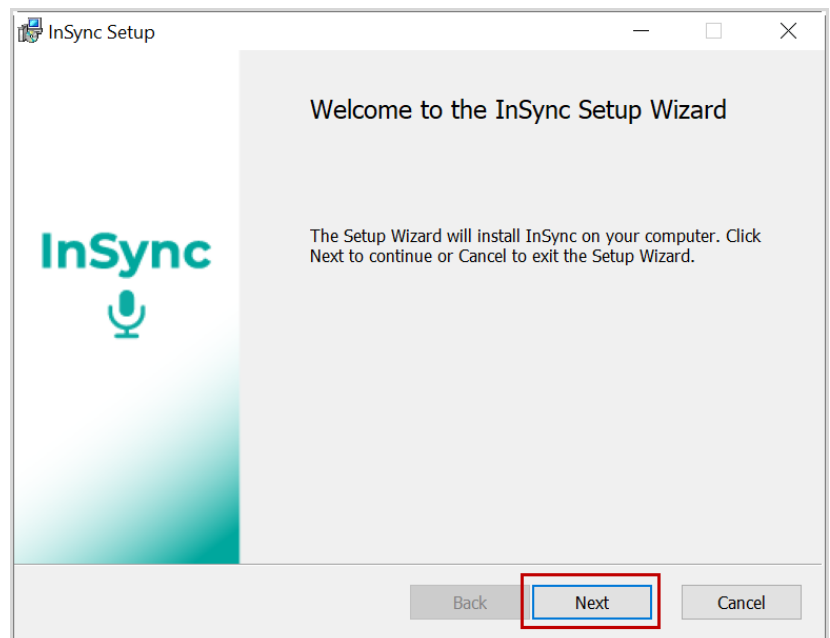 InSync Setup
Welcome to the InSync Setup Wizard
InSync
The Setup Wizard will install InSync on your computer. Click
Next to continue or Cancel to exit the Setup Wizard.
Back
Next
Cancel